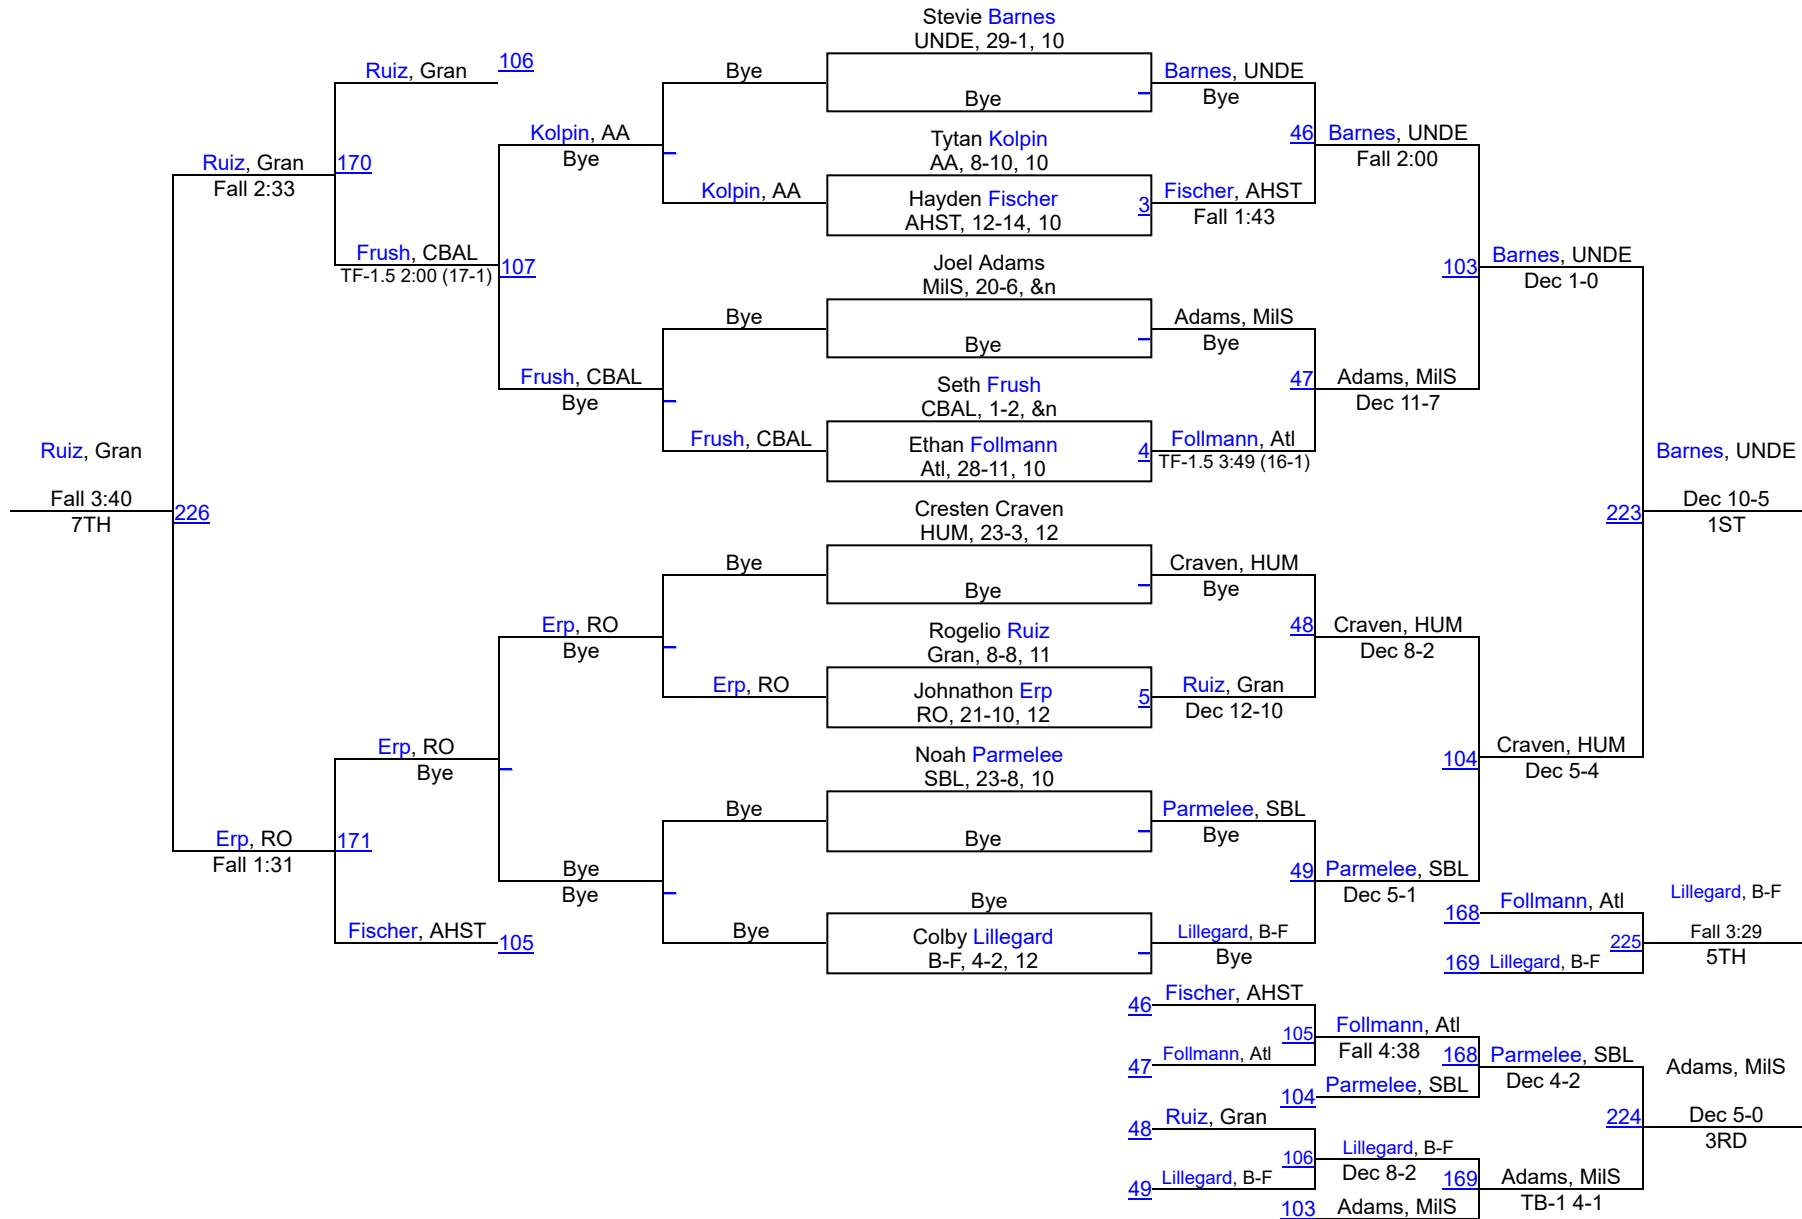 Stevie Barnes
UNDE, 29-1, 10
Ruiz, Gran
106
Bye
Barnes, UNDE
Bye
Bye
Kolpin, AA
Bye
Tytan Kolpin
AA, 8-10, 10
46
Barnes, UNDE
Fall 2:00
Ruiz, Gran
170
Fall 2:33
Kolpin, AA
Hayden Fischer
AHST, 12-14, 10
3
Fischer, AHST
Fall 1:43
Frush, CBAL
TF-1.5 2:00 (17-1)
107
Joel Adams
MilS, 20-6, &n
103
Barnes, UNDE
Dec 1-0
Bye
Bye
Adams, MilS
Bye
Frush, CBAL
Bye
Seth Frush
CBAL, 1-2, &n
47
Adams, MilS
Dec 11-7
Frush, CBAL
Ethan Follmann
Atl, 28-11, 10
4
Follmann, Atl
TF-1.5 3:49 (16-1)
Ruiz, Gran
Fall 3:40
7TH
226
Barnes, UNDE
223
Dec 10-5
1ST
Cresten Craven
HUM, 23-3, 12
Bye
Bye
Craven, HUM
Bye
Erp, RO
Bye
Rogelio Ruiz
Gran, 8-8, 11
48
Craven, HUM
Dec 8-2
Erp, RO
Johnathon Erp
RO, 21-10, 12
5
Ruiz, Gran
Dec 12-10
Erp, RO
Bye
Noah Parmelee
SBL, 23-8, 10
104
Craven, HUM
Dec 5-4
Bye
Bye
Parmelee, SBL
Bye
Erp, RO
171
Fall 1:31
Bye
Bye
49
Parmelee, SBL
Dec 5-1
Fischer, AHST
105
Bye
Bye
Colby Lillegard
B-F, 4-2, 12
Lillegard, B-F
Bye
168
Follmann, Atl
169
Lillegard, B-F
225
Lillegard, B-F
Fall 3:29
5TH
46
Fischer, AHST
47
Follmann, Atl
105
Follmann, Atl
Fall 4:38
104
Parmelee, SBL
168
Parmelee, SBL
Dec 4-2
Adams, MilS
224
Dec 5-0
3RD
48
Ruiz, Gran
49
Lillegard, B-F
106
Lillegard, B-F
Dec 8-2
103
Adams, MilS
169
Adams, MilS
TB-1 4-1